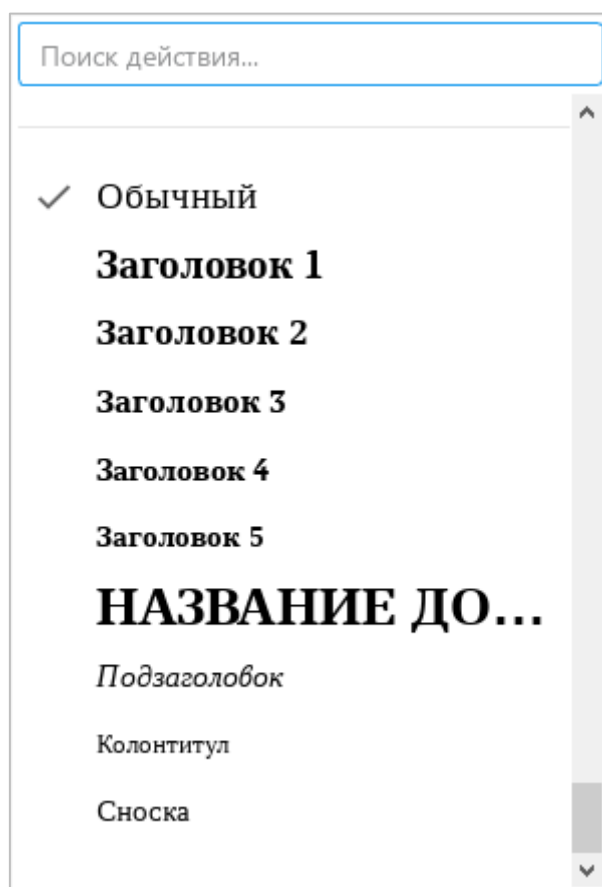 Поиск действия...
Обычный
Заголовок 1
Заголовок 2
Заголовок 3
Заголовок 4
Заголовок 5
НАЗВАНИЕ ДО...
Подзаголовок
Колонтитул
Сноска